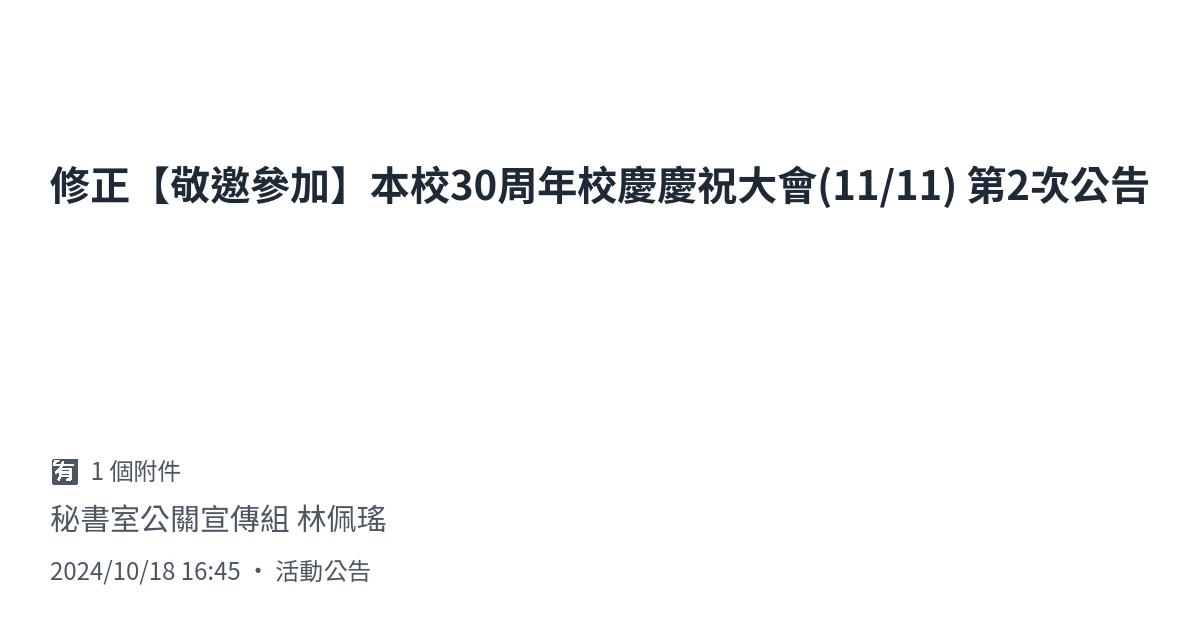 修正【敬邀參加】本校30周年校慶慶祝大會(11/11) 第2次公告
🈶 1 個附件
秘書室公關宣傳組 林佩瑤
2024/10/18 16:45 • 活動公告